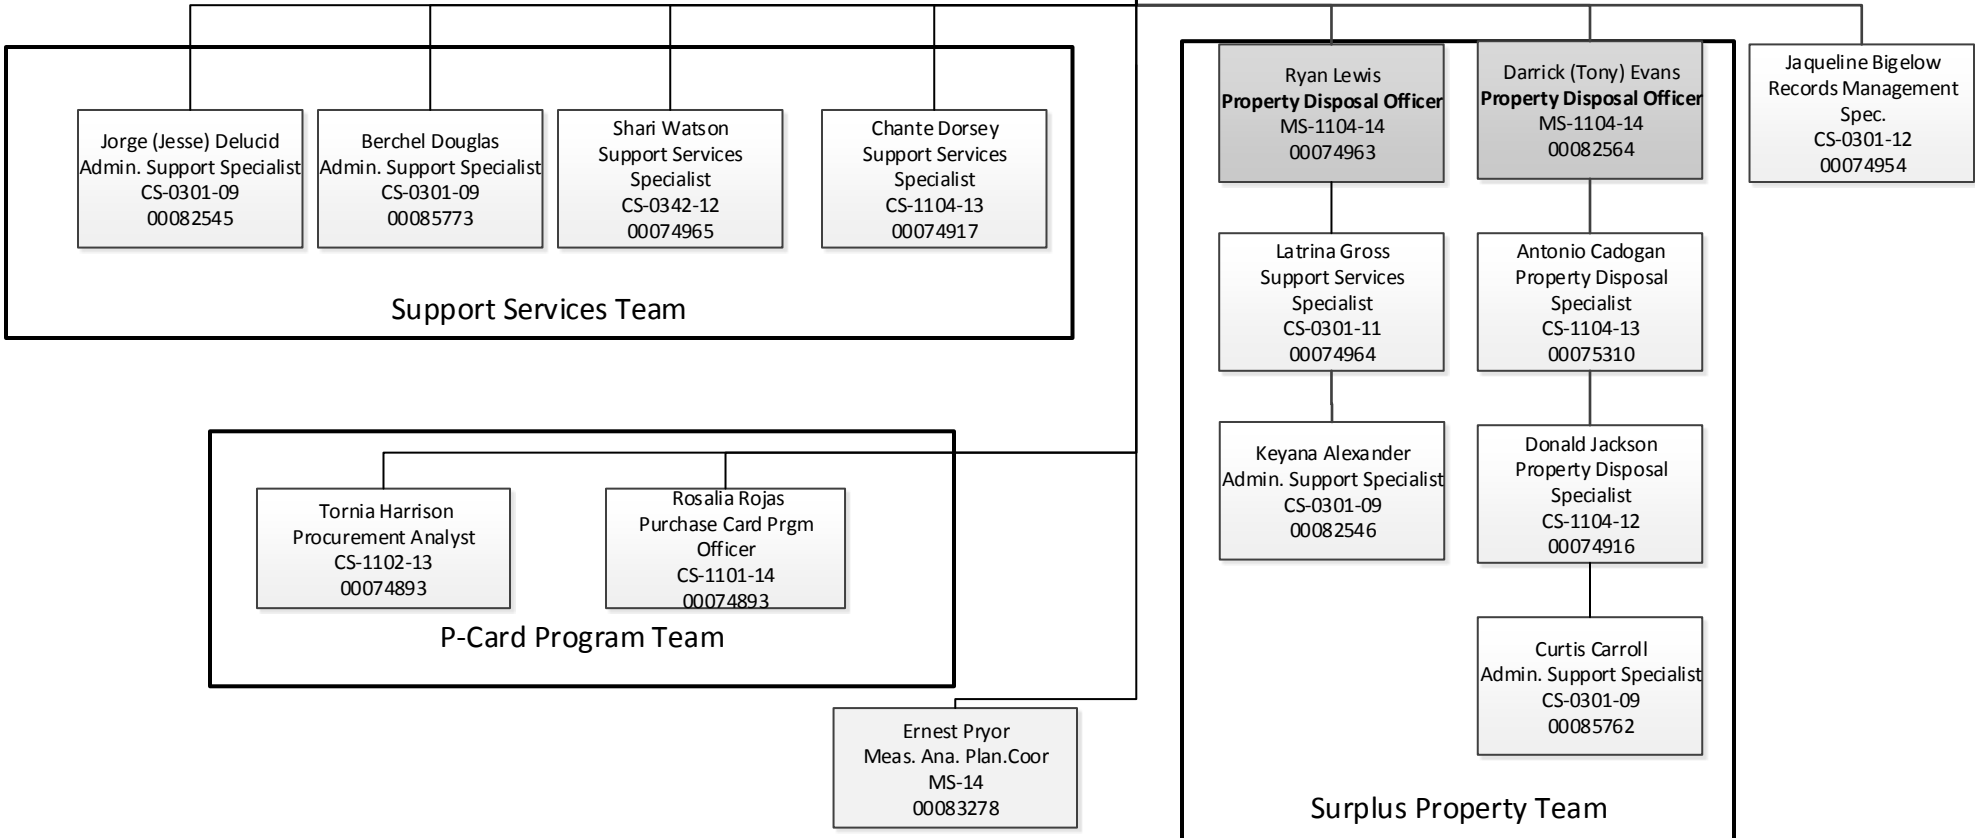 Jorge (Jesse) Delucid
Admin. Support Specialist
CS-0301-09
00082545
Berchel Douglas
Admin. Support Specialist
CS-0301-09
00085773
Shari Watson
Support Services
Specialist
CS-0342-12
00074965
Chante Dorsey
Support Services
Specialist
CS-1104-13
00074917
Support Services Team
Tornia Harrison
Procurement Analyst
CS-1102-13
00074893
Rosalia Rojas
Purchase Card Prgm
Officer
CS-1101-14
00074893
P-Card Program Team
Ernest Pryor
Meas. Ana. Plan.Coor
MS-14
00083278
Ryan Lewis
Property Disposal Officer
MS-1104-14
00074963
Latrina Gross
Support Services
Specialist
CS-0301-11
00074964
Keyana Alexander
Admin. Support Specialist
CS-0301-09
00082546
Darrick (Tony) Evans
Property Disposal Officer
MS-1104-14
00082564
Antonio Cadogan
Property Disposal
Specialist
CS-1104-13
00075310
Donald Jackson
Property Disposal
Specialist
CS-1104-12
00074916
Curtis Carroll
Admin. Support Specialist
CS-0301-09
00085762
Surplus Property Team
Jaqueline Bigelow
Records Management
Spec.
CS-0301-12
00074954